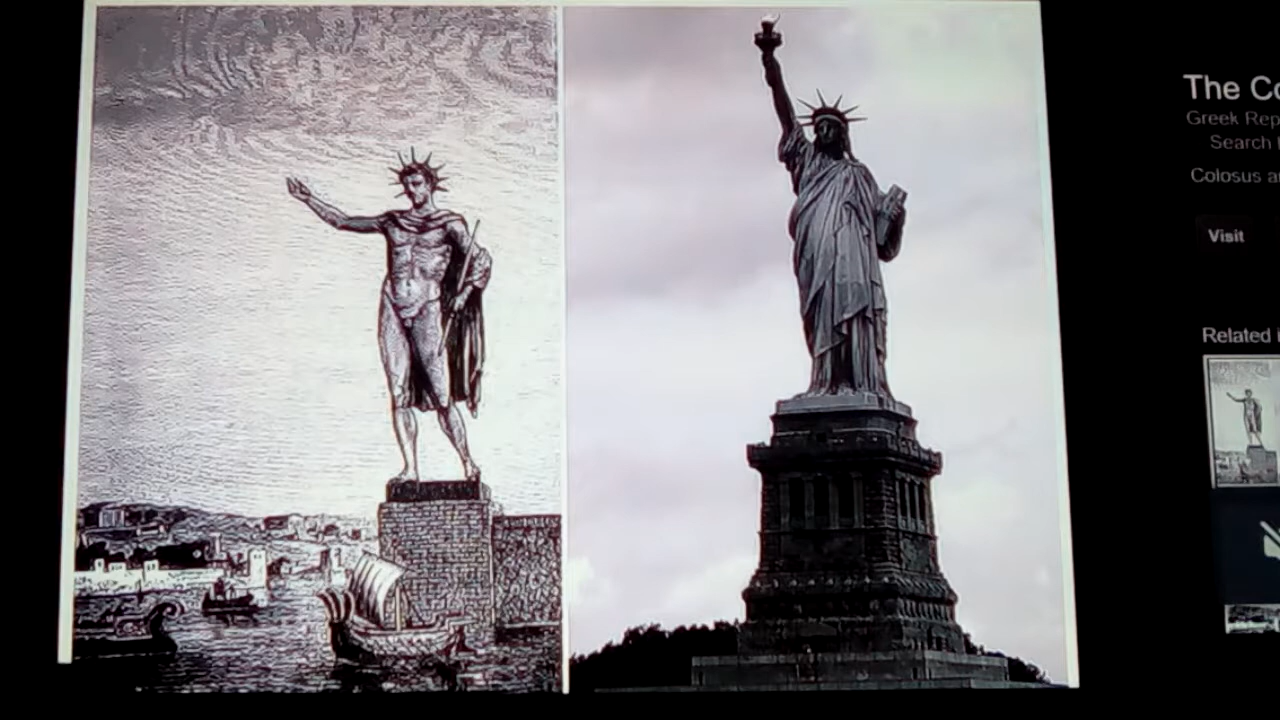 The Co
Greek Rep
Search
Colosus a
Visit
Related i